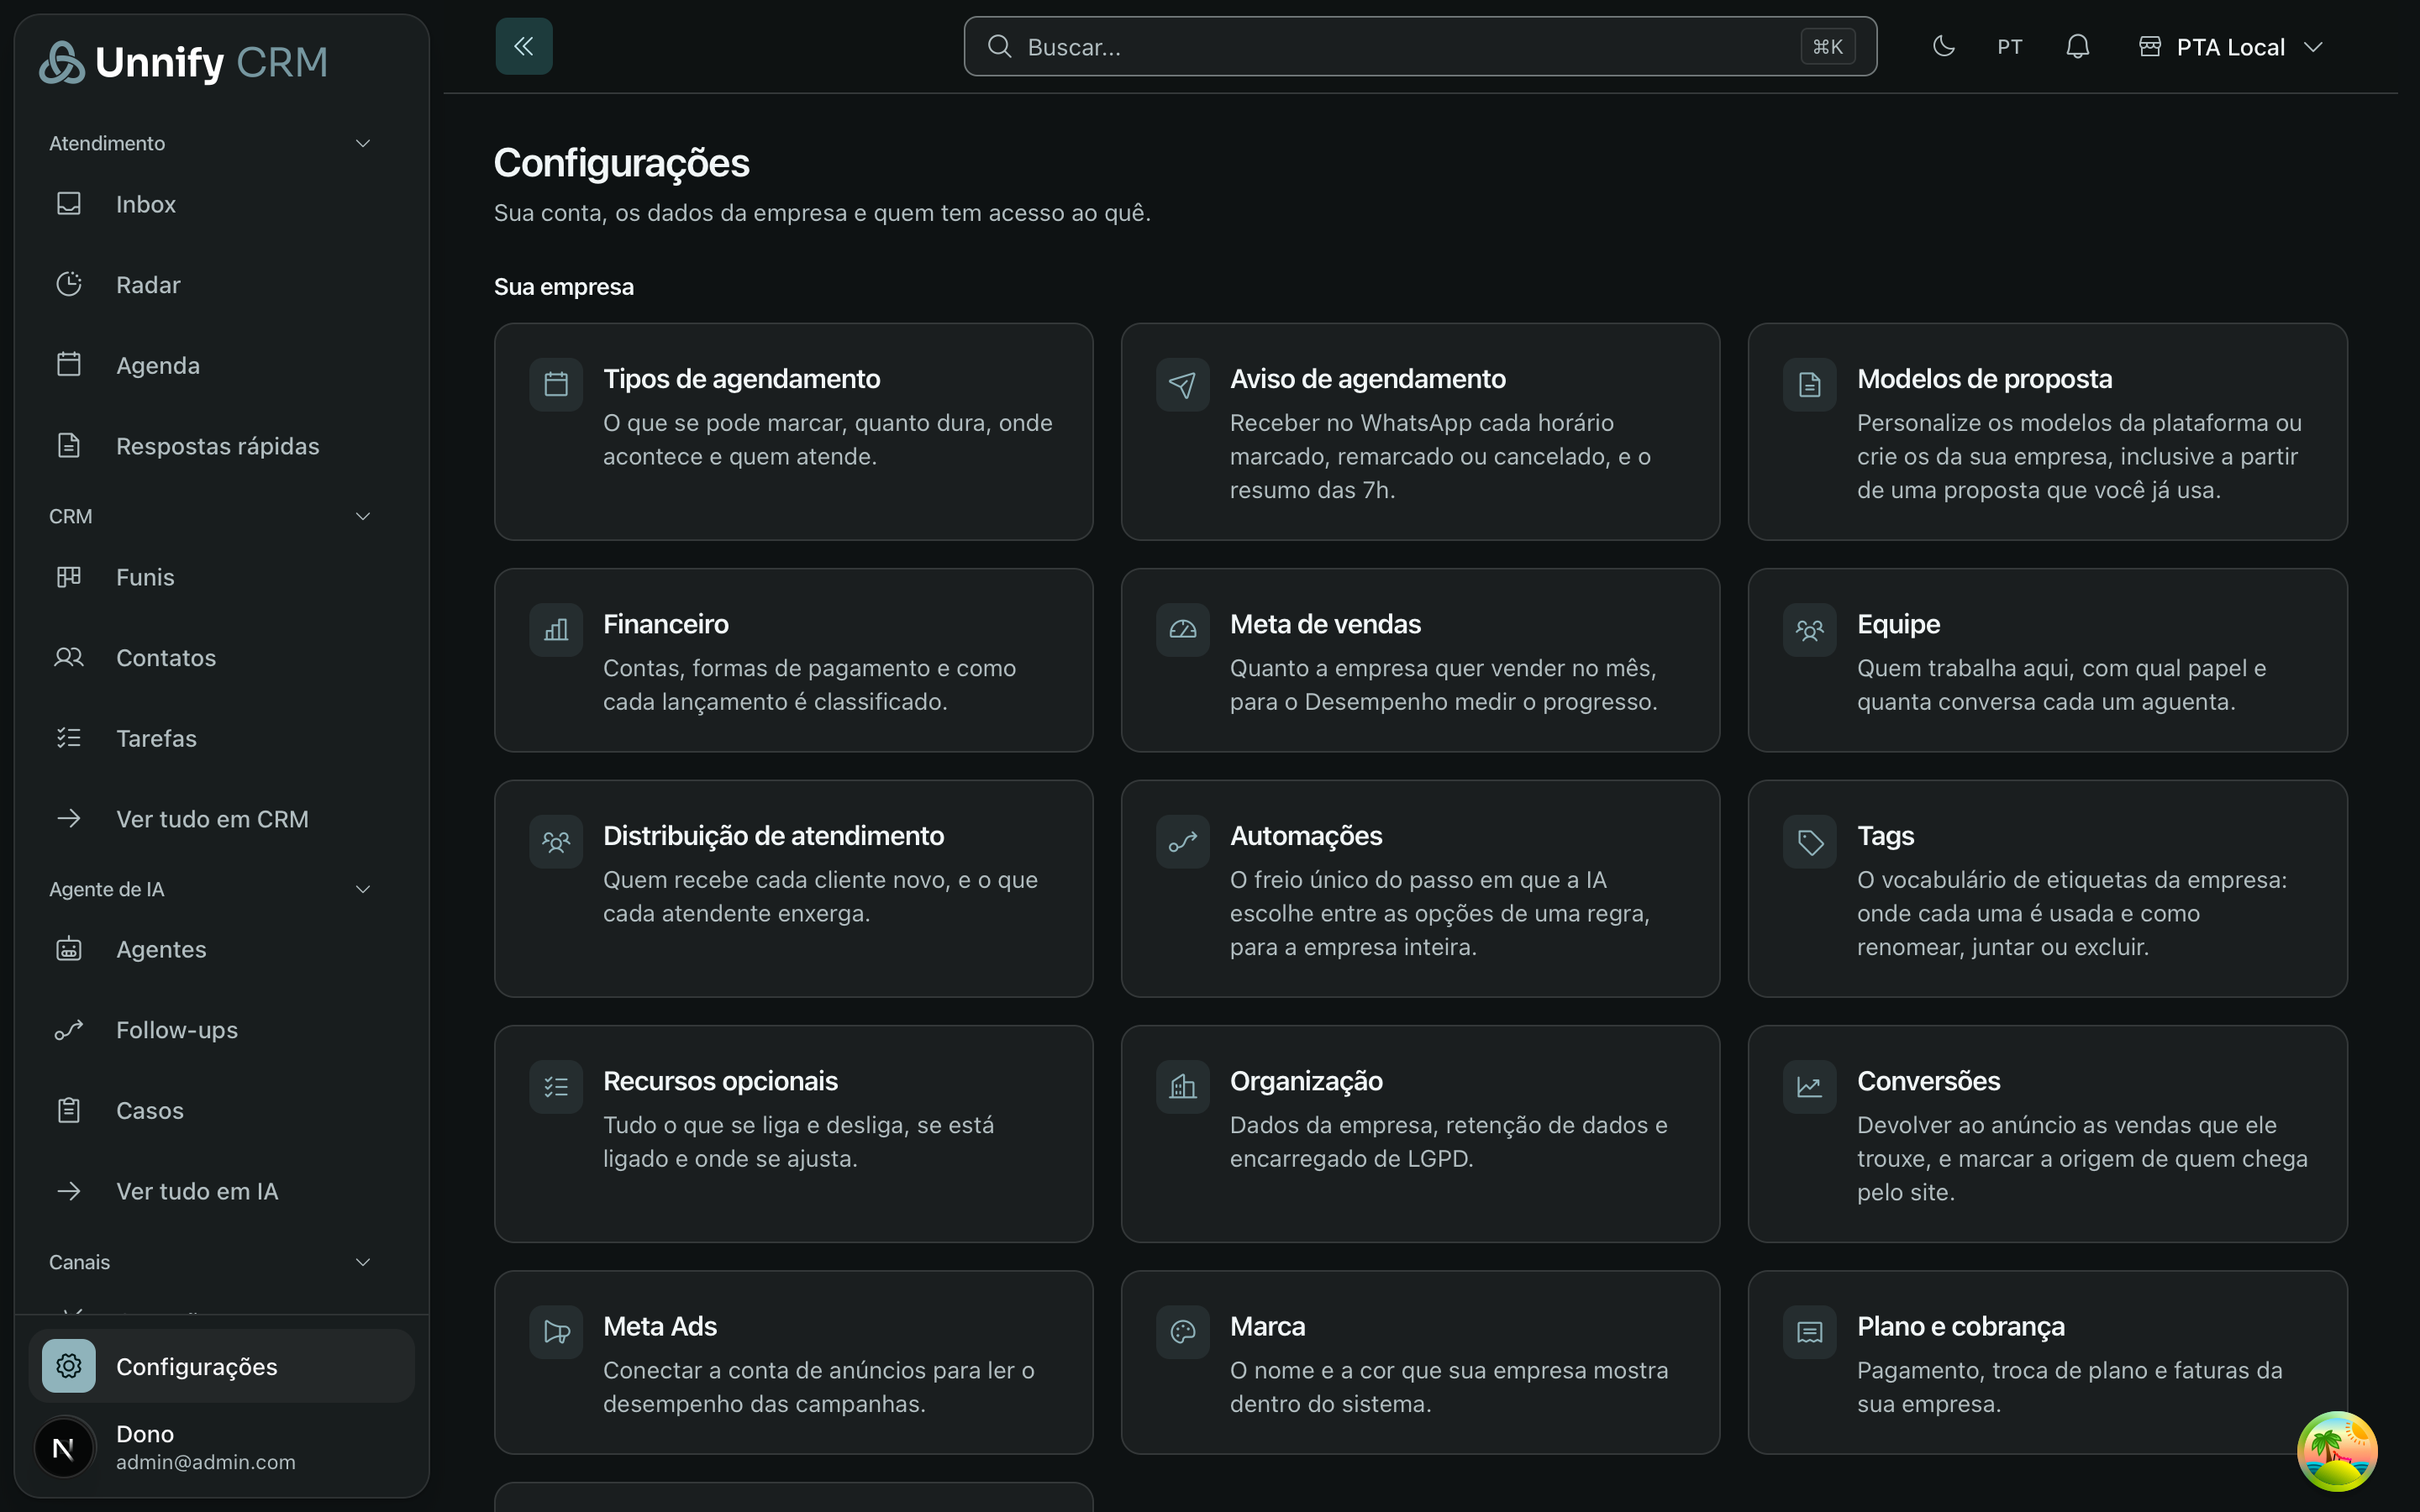 Unnify CRM
Atendimento
Inbox
Radar
Agenda
Respostas rápidas
CRM
Funis
Contatos
Tarefas
Ver tudo em CRM
Agente de IA
Agentes
Follow-ups
Casos
Ver tudo em IA
Canais
Configurações
N
Dono
admin@admin.com
Buscar...
⌘K
PT
PTA Local
Configurações
Sua conta, os dados da empresa e quem tem acesso ao quê.
Sua empresa
Tipos de agendamento
O que se pode marcar, quanto dura, onde
acontece e quem atende.
Aviso de agendamento
Receber no WhatsApp cada horário
marcado, remarcado ou cancelado, e o
resumo das 7h.
Modelos de proposta
Personalize os modelos da plataforma ou
crie os da sua empresa, inclusive a partir
de uma proposta que você já usa.
Financeiro
Contas, formas de pagamento e como
cada lançamento é classificado.
Meta de vendas
Quanto a empresa quer vender no mês,
para o Desempenho medir o progresso.
Equipe
Quem trabalha aqui, com qual papel e
quanta conversa cada um aguenta.
Distribuição de atendimento
Quem recebe cada cliente novo, e o que
cada atendente enxerga.
Automações
O freio único do passo em que a IA
escolhe entre as opções de uma regra,
para a empresa inteira.
Tags
O vocabulário de etiquetas da empresa:
onde cada uma é usada e como
renomear, juntar ou excluir.
Recursos opcionais
Tudo o que se liga e desliga, se está
ligado e onde se ajusta.
Organização
Dados da empresa, retenção de dados e
encarregado de LGPD.
Conversões
Devolver ao anúncio as vendas que ele
trouxe, e marcar a origem de quem chega
pelo site.
Meta Ads
Conectar a conta de anúncios para ler o
desempenho das campanhas.
Marca
O nome e a cor que sua empresa mostra
dentro do sistema.
Plano e cobrança
Pagamento, troca de plano e faturas da
sua empresa.